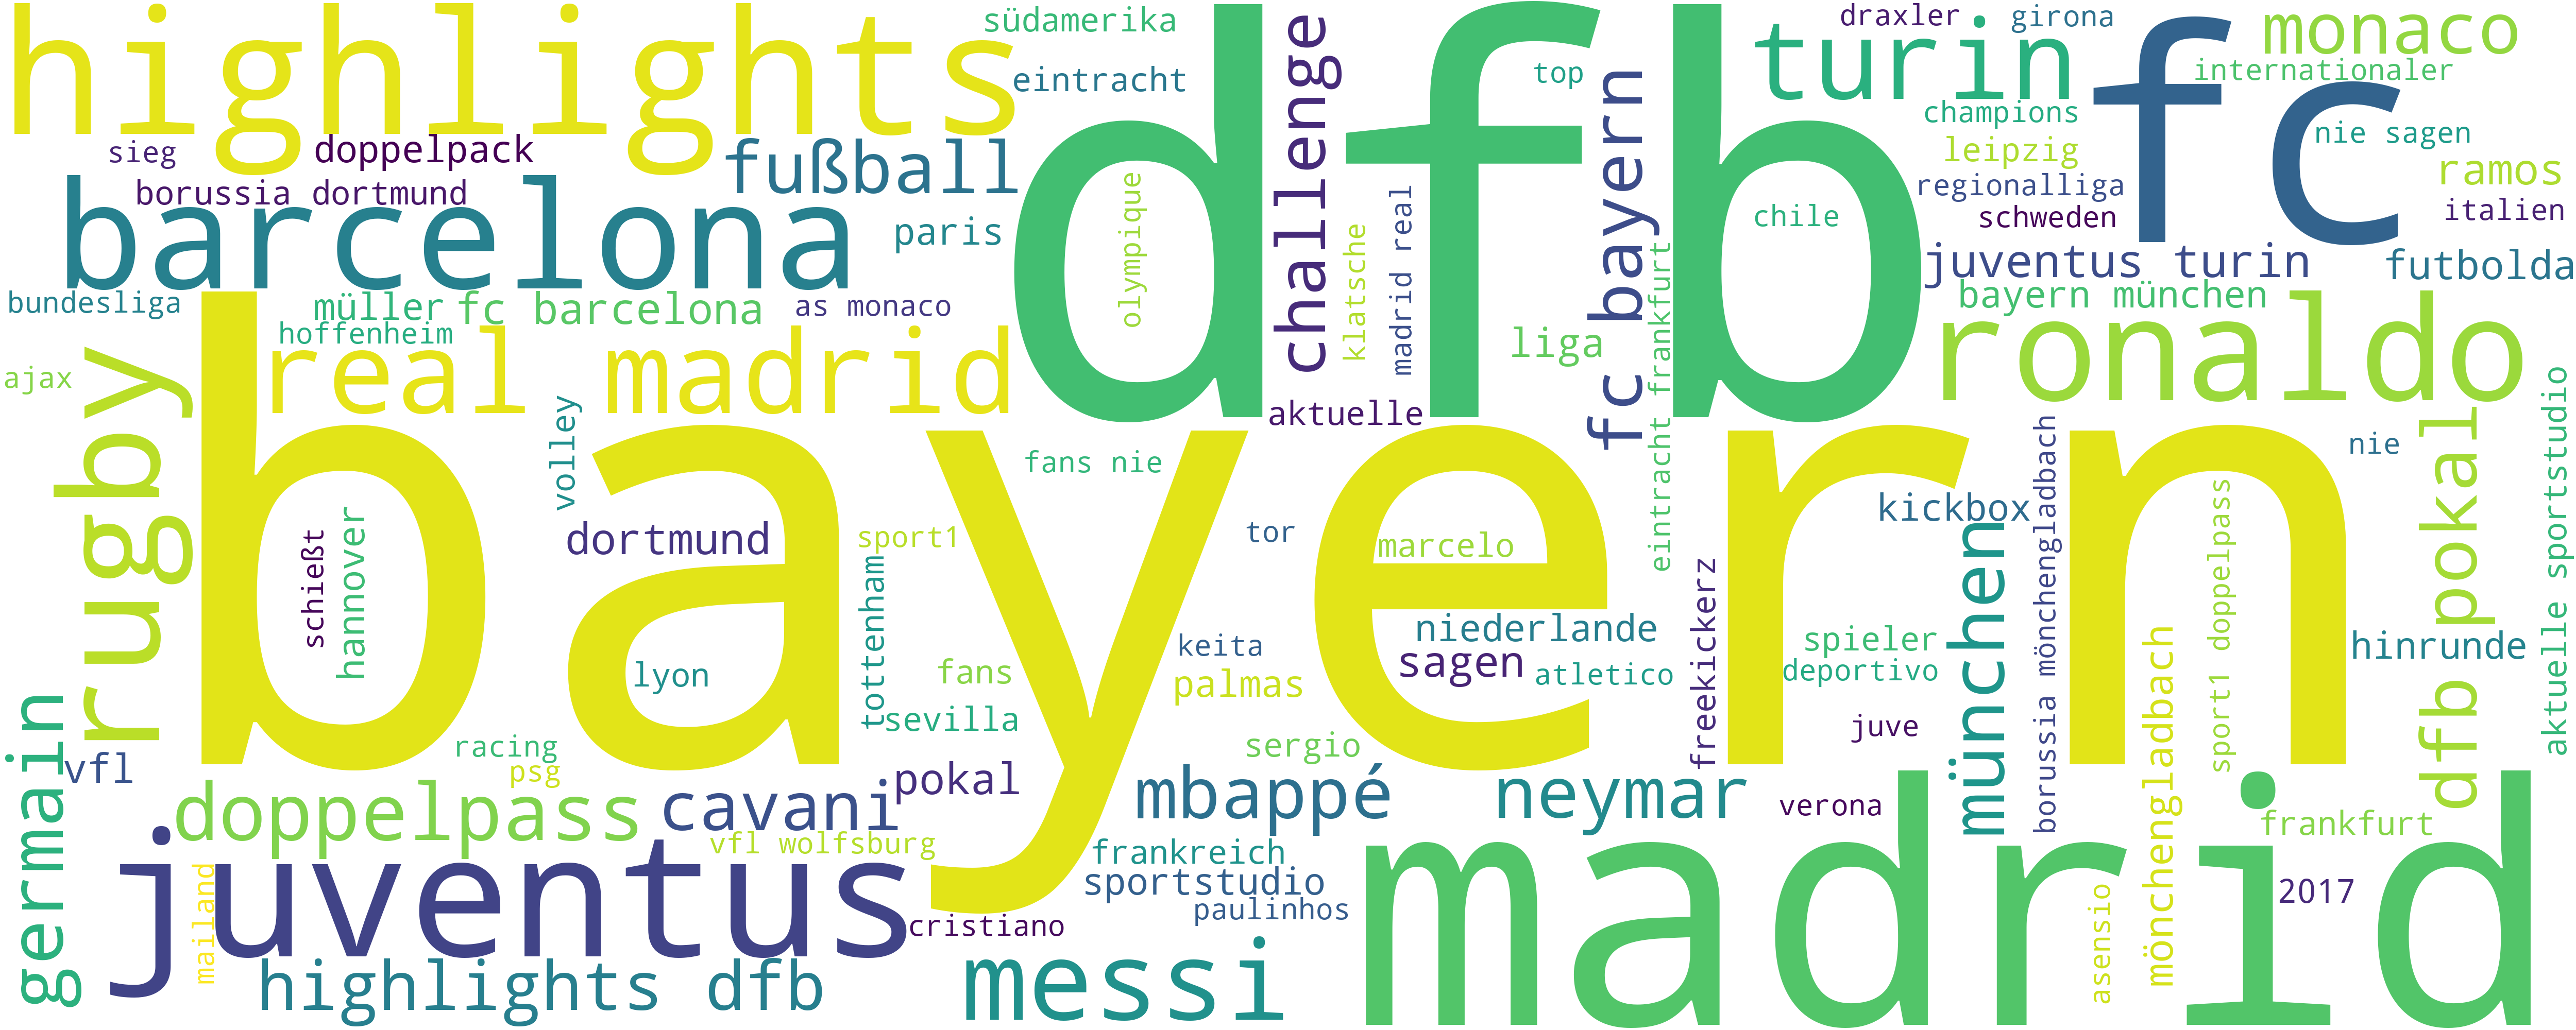 highlights
südamerika
eintracht
dfb
challenge
top
fc bayern
turin
draxler
girona
fc
monaco
internationaler
champions
nie sagen
leipzig
ramos
regionalliga
schweden
italien
sieg
doppelpack
fußball
borussia dortmund
barcelona
paris
olympique
klatsche
madrid real
chile
juventus turin
futbolda
bundesliga
müller
fc barcelona
as monaco
hoffenheim
liga
eintracht frankfurt
bayern münchen
ronaldo
real madrid
ajax
rugby
aktuelle
volley
bayern
fans nie
nie
dfb pokal
aktuelle sportstudio
schießt
hannover
dortmund
sport1
tor
marcelo
kickbox
borussia mönchengladbach
sport1 doppelpass
tottenham
keita
niederlande
sagen
atletico
freekickerz
spieler
deportivo
münchen
hinrunde
lyon
fans
palmas
sevilla
germain
vfl
racing
psg
sergio
juve
mönchengladbach
doppelpass
cavani
pokal
mbappé
neymar
verona
frankfurt
vfl wolfsburg
juventus
mailand
frankreich
sportstudio
paulinhos
cristiano
madrid
2017
asensio
highlights dfb
messi